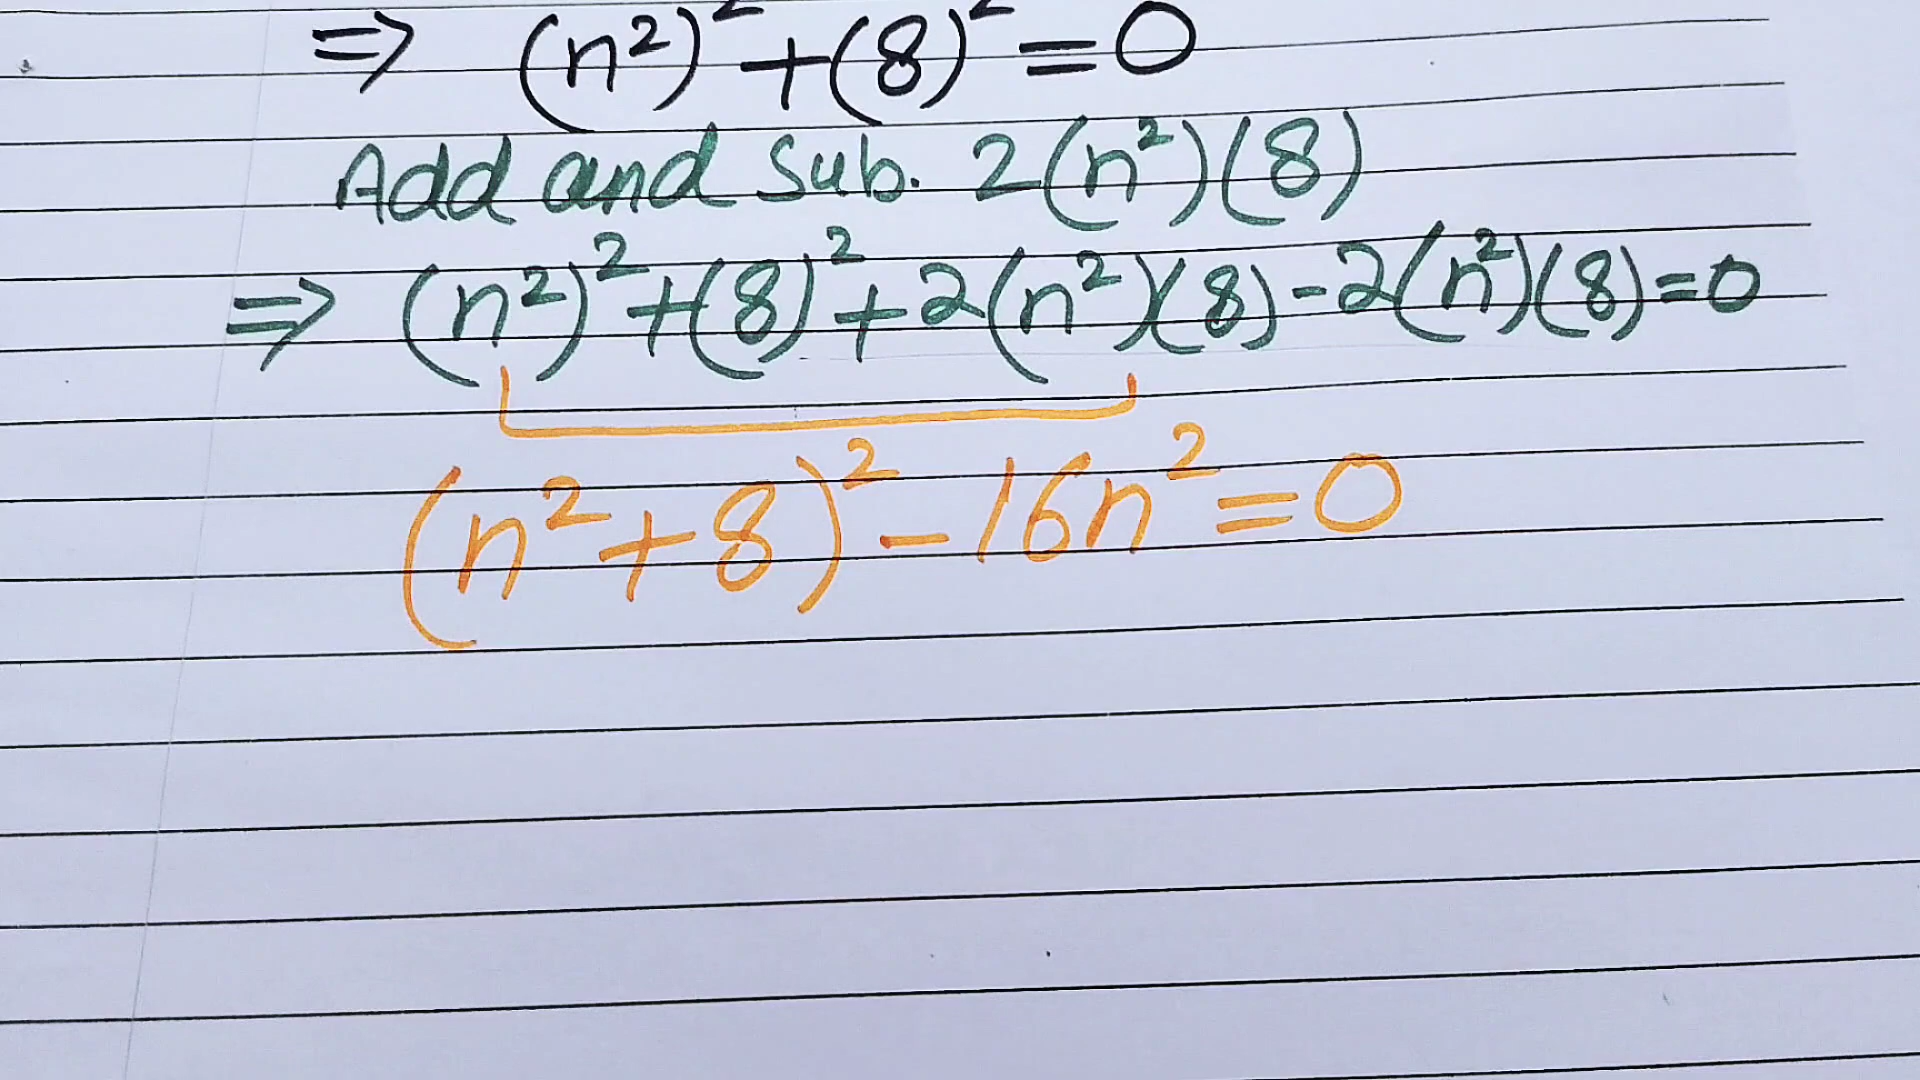 ⇒ (n²)² + (8)² = 0
Add and Sub. 2(n²)(8)
⇒ (n²)² + (8)² + 2(n²)(8) - 2(n²)(8) = 0
(n² + 8)² - 16n² = 0